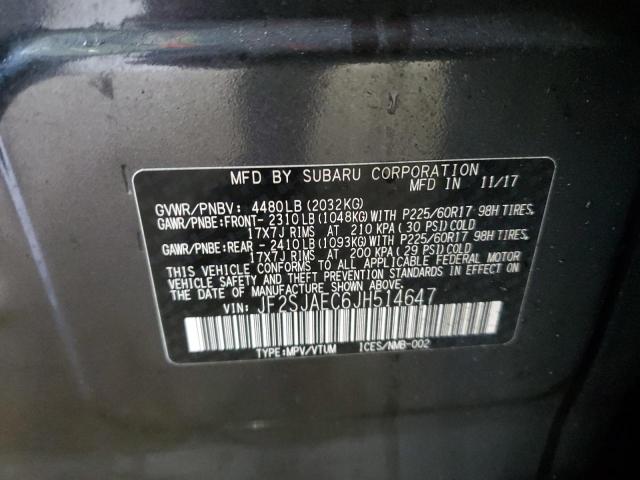 MFD BY SUBARU CORPORATION
MFD IN 11/17
GVWR/PNBV: 4480LB (2032KG)
GAWR/PNBE:FRONT- 2310LB (1048KG)WITH P225/60R17 98H TIRES,
17X7J RIMS AT 210 KPA (30 PSI) COLD
GAWR/PNBE:REAR - 2410LB (1093KG)WITH P225/60R17 98H TIRES,
17X7J RIMS AT 200 KPA (29 PSI) COLD
THIS VEHICLE CONFORMS TO ALL APPLICABLE FEDERAL MOTOR
VEHICLE SAFETY AND THEFT PREVENTION STANDARDS IN EFFECT ON
THE DATE OF MANUFACTURE SHOWN ABOVE.
VIN: JF2SJAEC6JH514647
TYPE:MPV/VTUM ICES/NMB-002